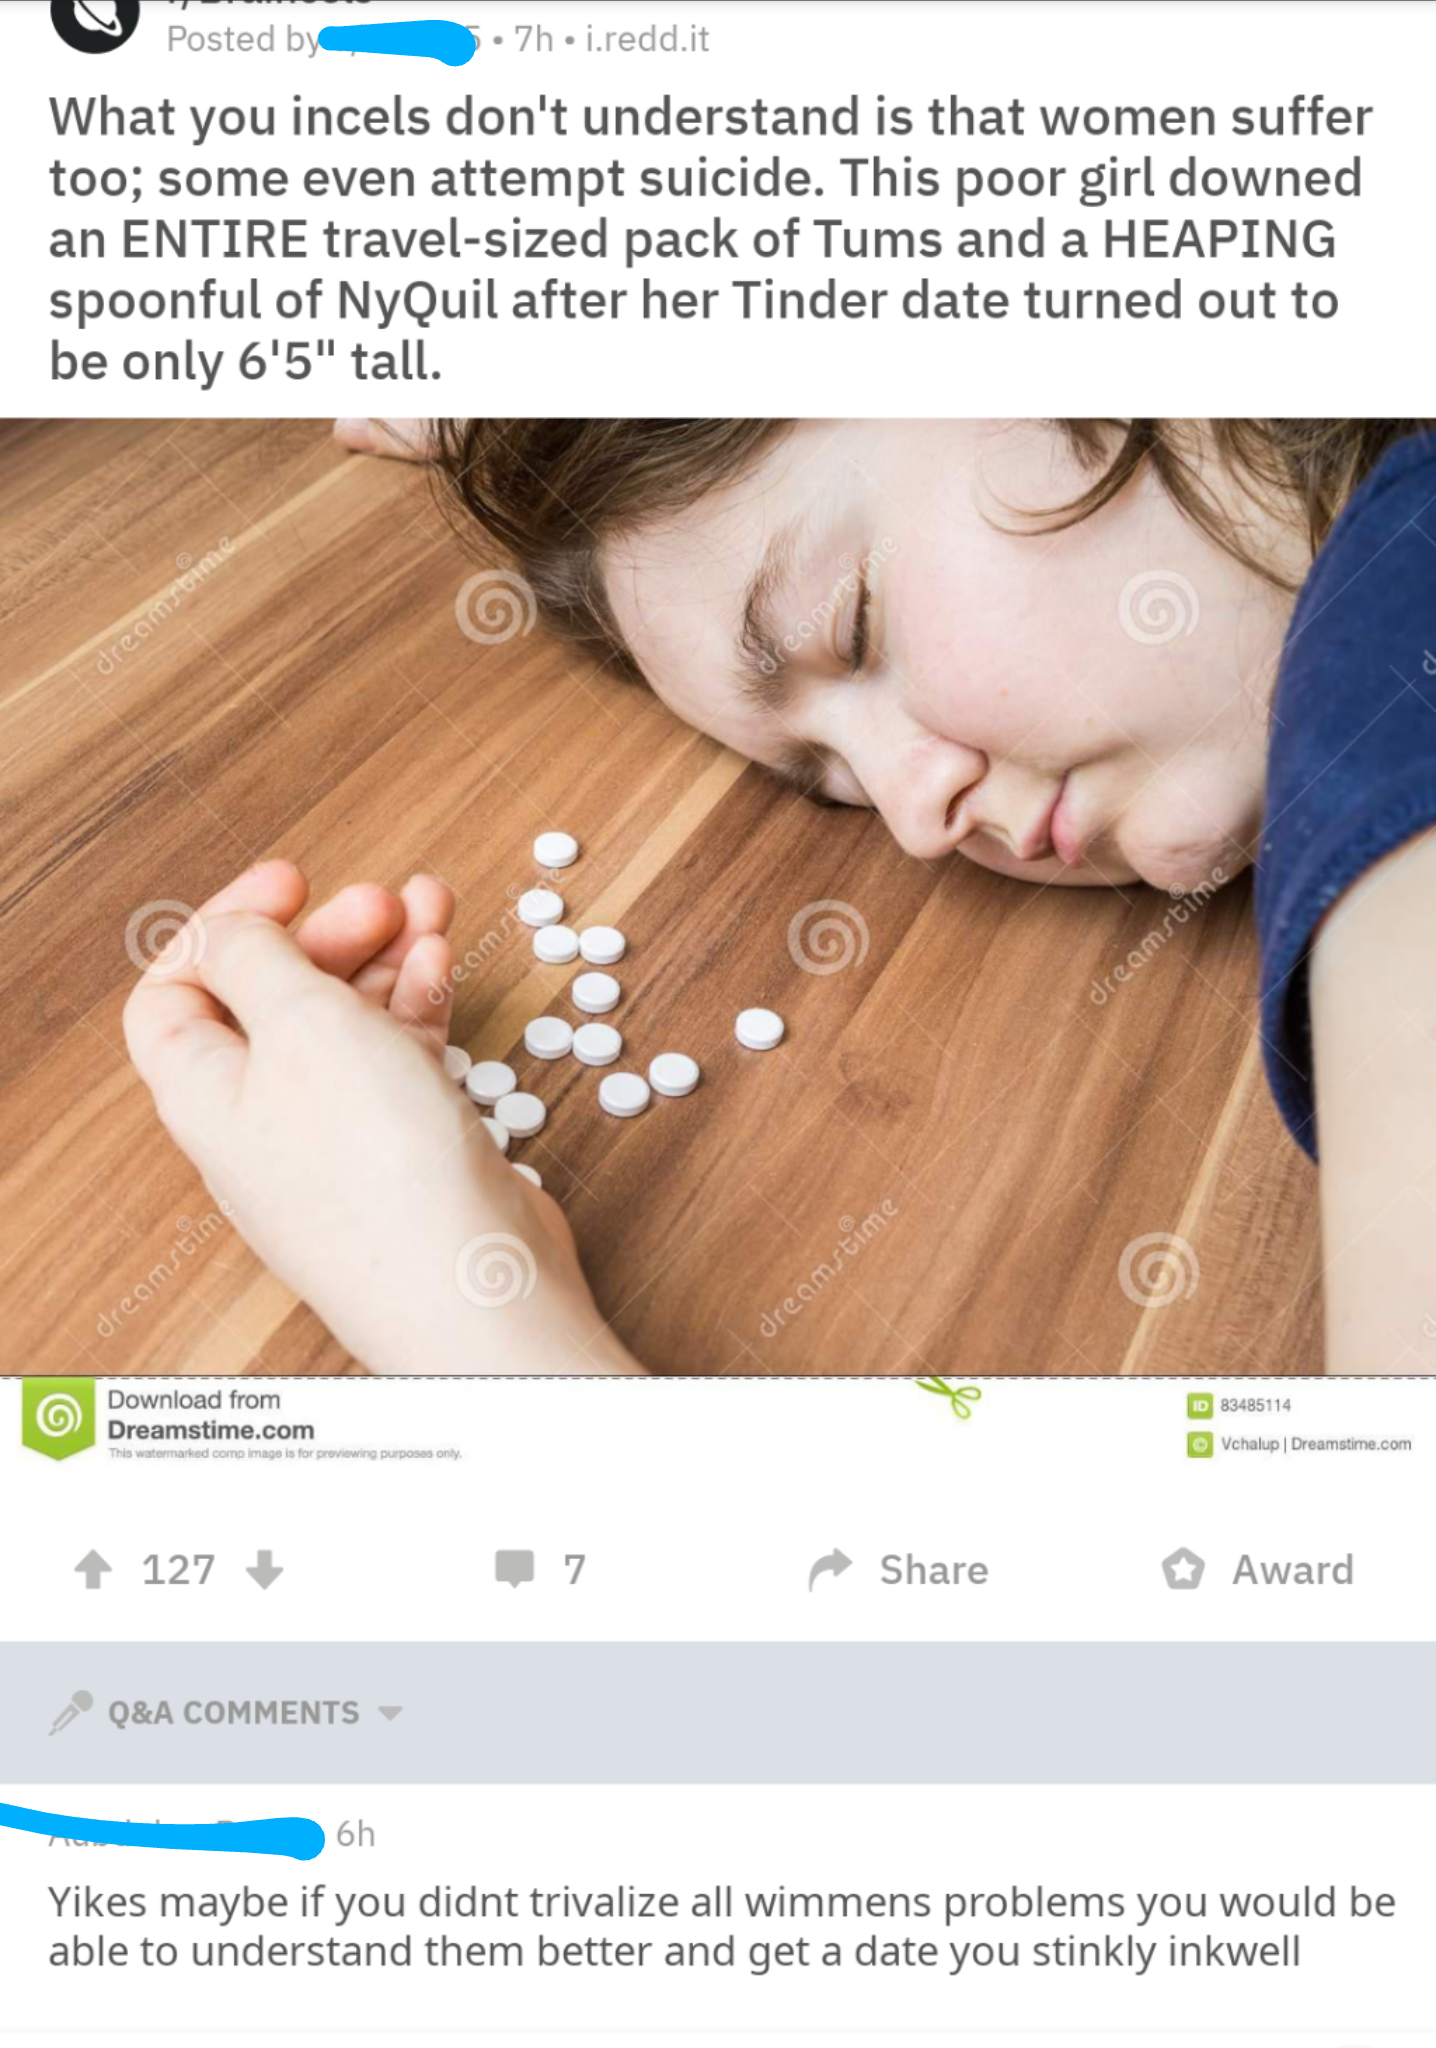 Posted by 5 • 7h • i.redd.it
What you incels don't understand is that women suffer
too; some even attempt suicide. This poor girl downed
an ENTIRE travel-sized pack of Tums and a HEAPING
spoonful of NyQuil after her Tinder date turned out to
be only 6'5" tall.
dreamstime
dreamstime
dreamstime
dreamstime
dreamstime
dreamstime
Download from
Dreamstime.com
This watermarked comp image is for previewing purposes only.
ID 83485114
© Vchalup | Dreamstime.com
127
7
Share
Award
Q&A COMMENTS
6h
Yikes maybe if you didnt trivalize all wimmens problems you would be
able to understand them better and get a date you stinkly inkwell